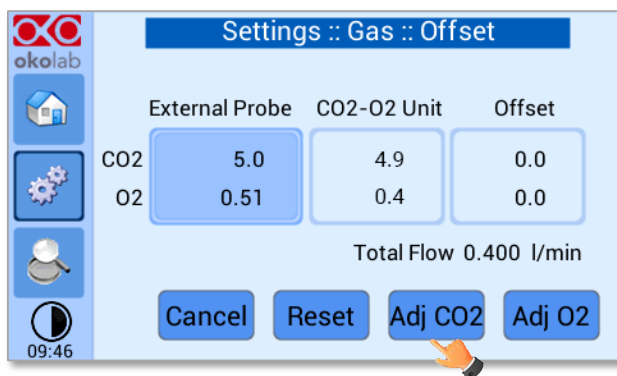 okolab
Settings :: Gas :: Offset
External Probe CO2-O2 Unit Offset
CO2 5.0 4.9 0.0
O2 0.51 0.4 0.0
Total Flow 0.400 l/min
Cancel Reset Adj CO2 Adj O2
09:46